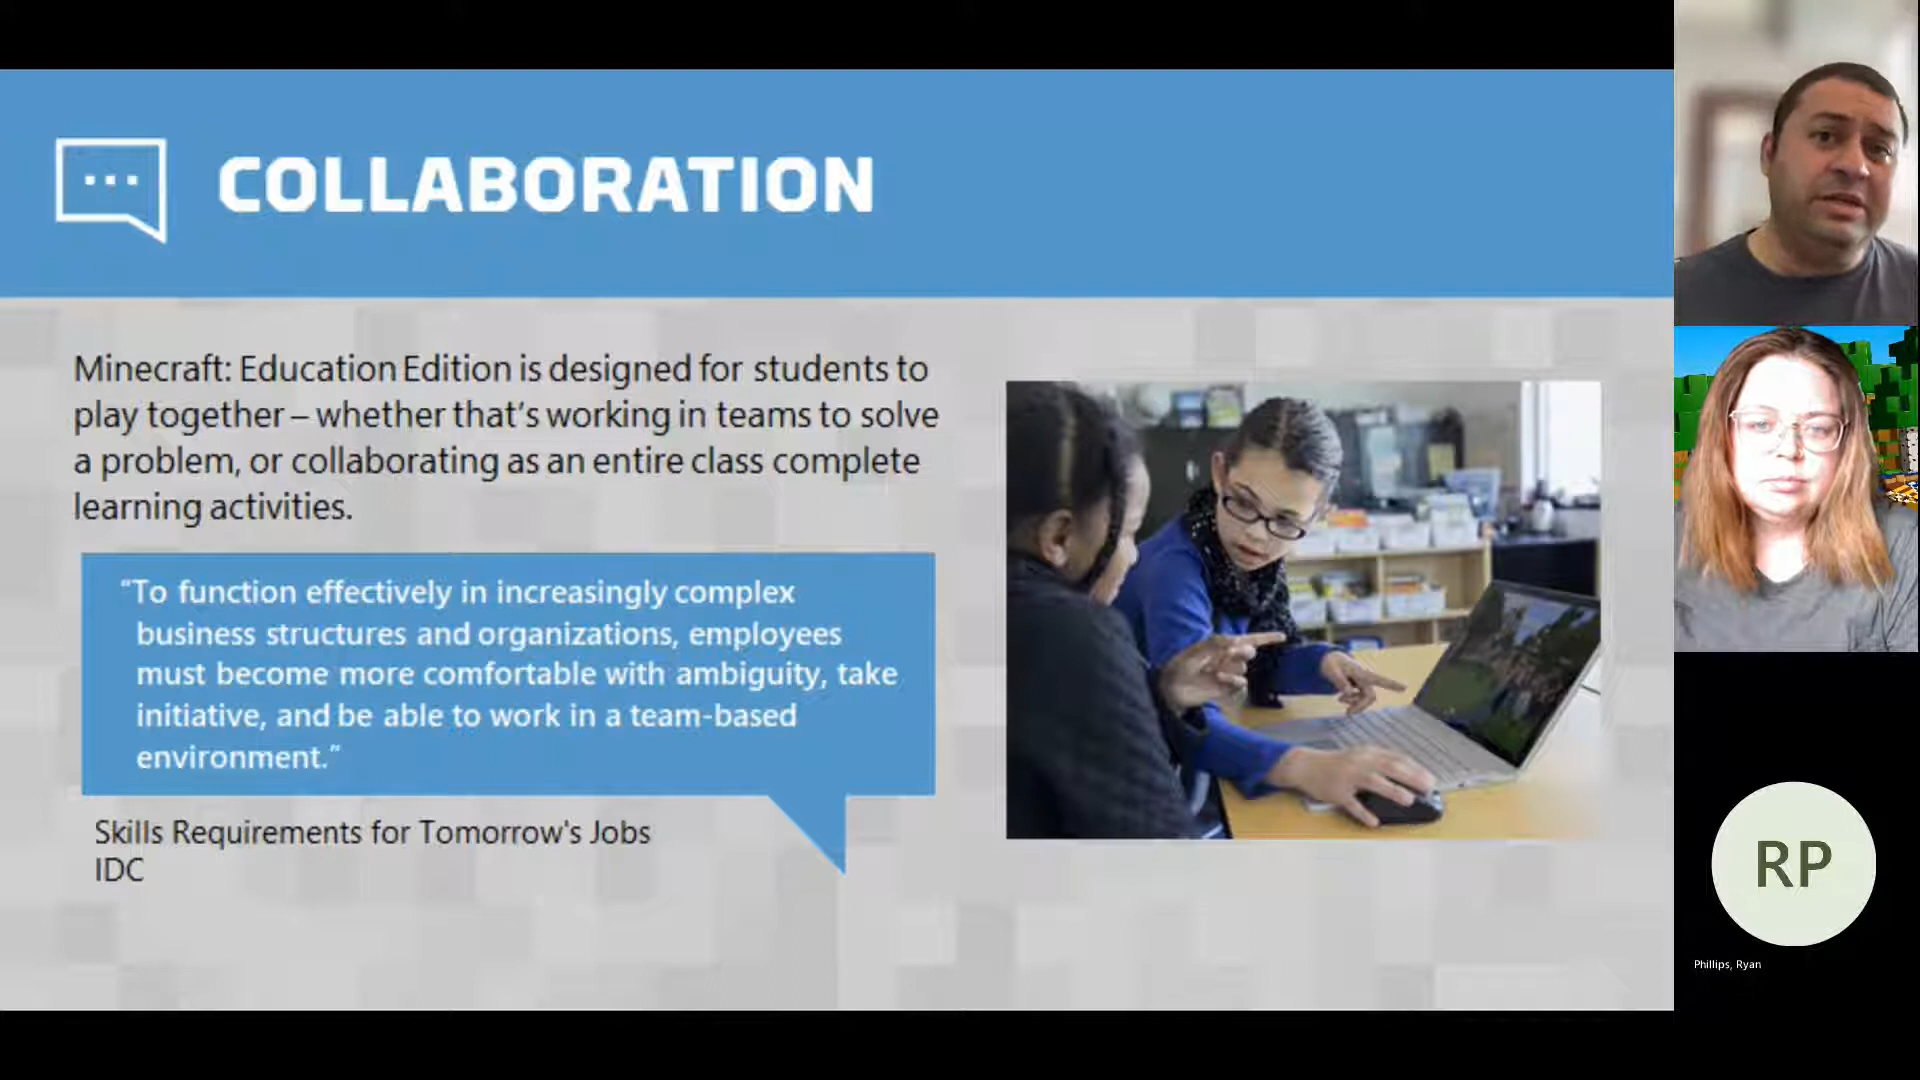 COLLABORATION
Minecraft: Education Edition is designed for students to
play together – whether that's working in teams to solve
a problem, or collaborating as an entire class complete
learning activities.
“To function effectively in increasingly complex
business structures and organizations, employees
must become more comfortable with ambiguity, take
initiative, and be able to work in a team-based
environment.”
Skills Requirements for Tomorrow's Jobs
IDC
RP
Phillips, Ryan